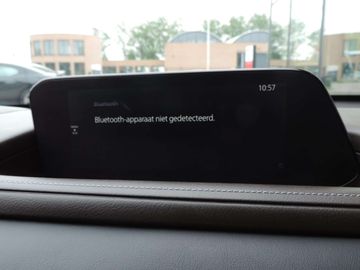 10:57
Bluetooth
Bluetooth-apparaat niet gedetecteerd.